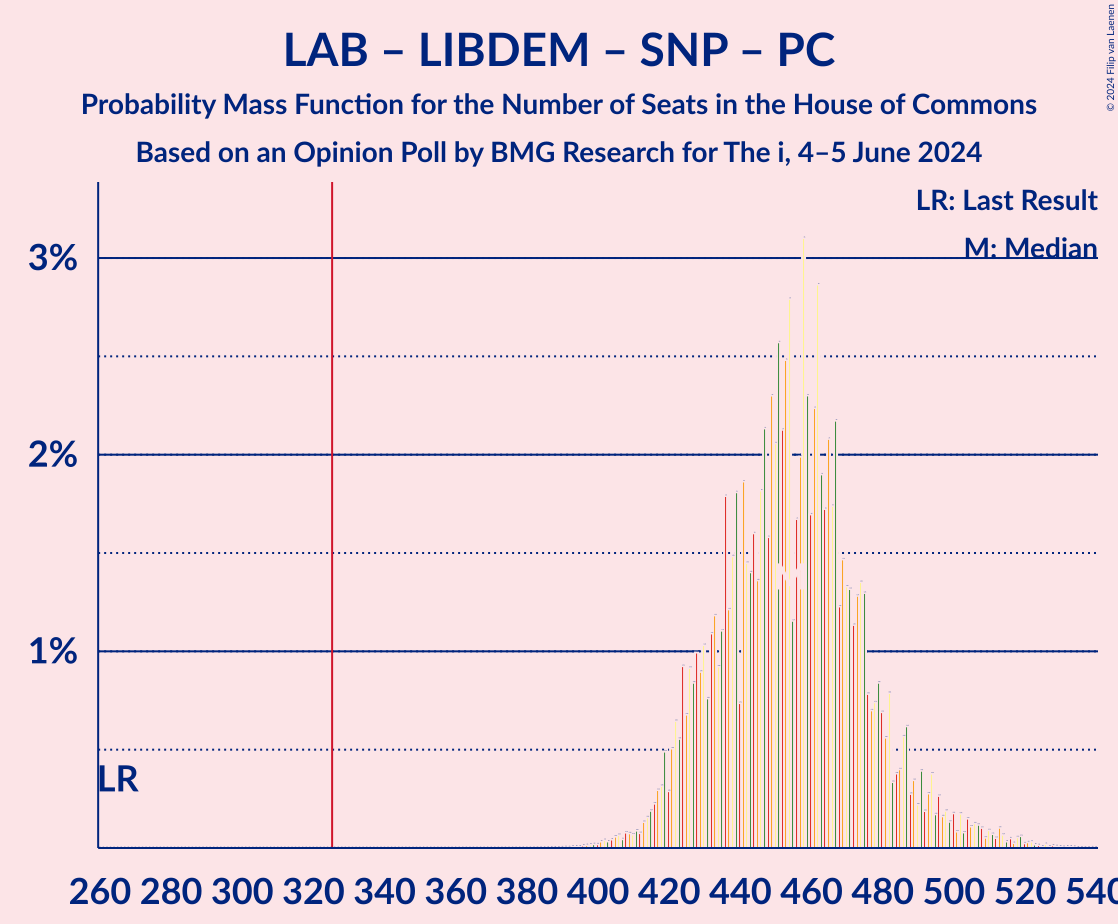 LAB – LIBDEM – SNP – PC
Probability Mass Function for the Number of Seats in the House of Commons
Based on an Opinion Poll by BMG Research for The i, 4–5 June 2024
© 2024 Filip van Laenen
LR: Last Result
M: Median
3%
2%
1%
LR
260 280 300 320 340 360 380 400 420 440 460 480 500 520 540